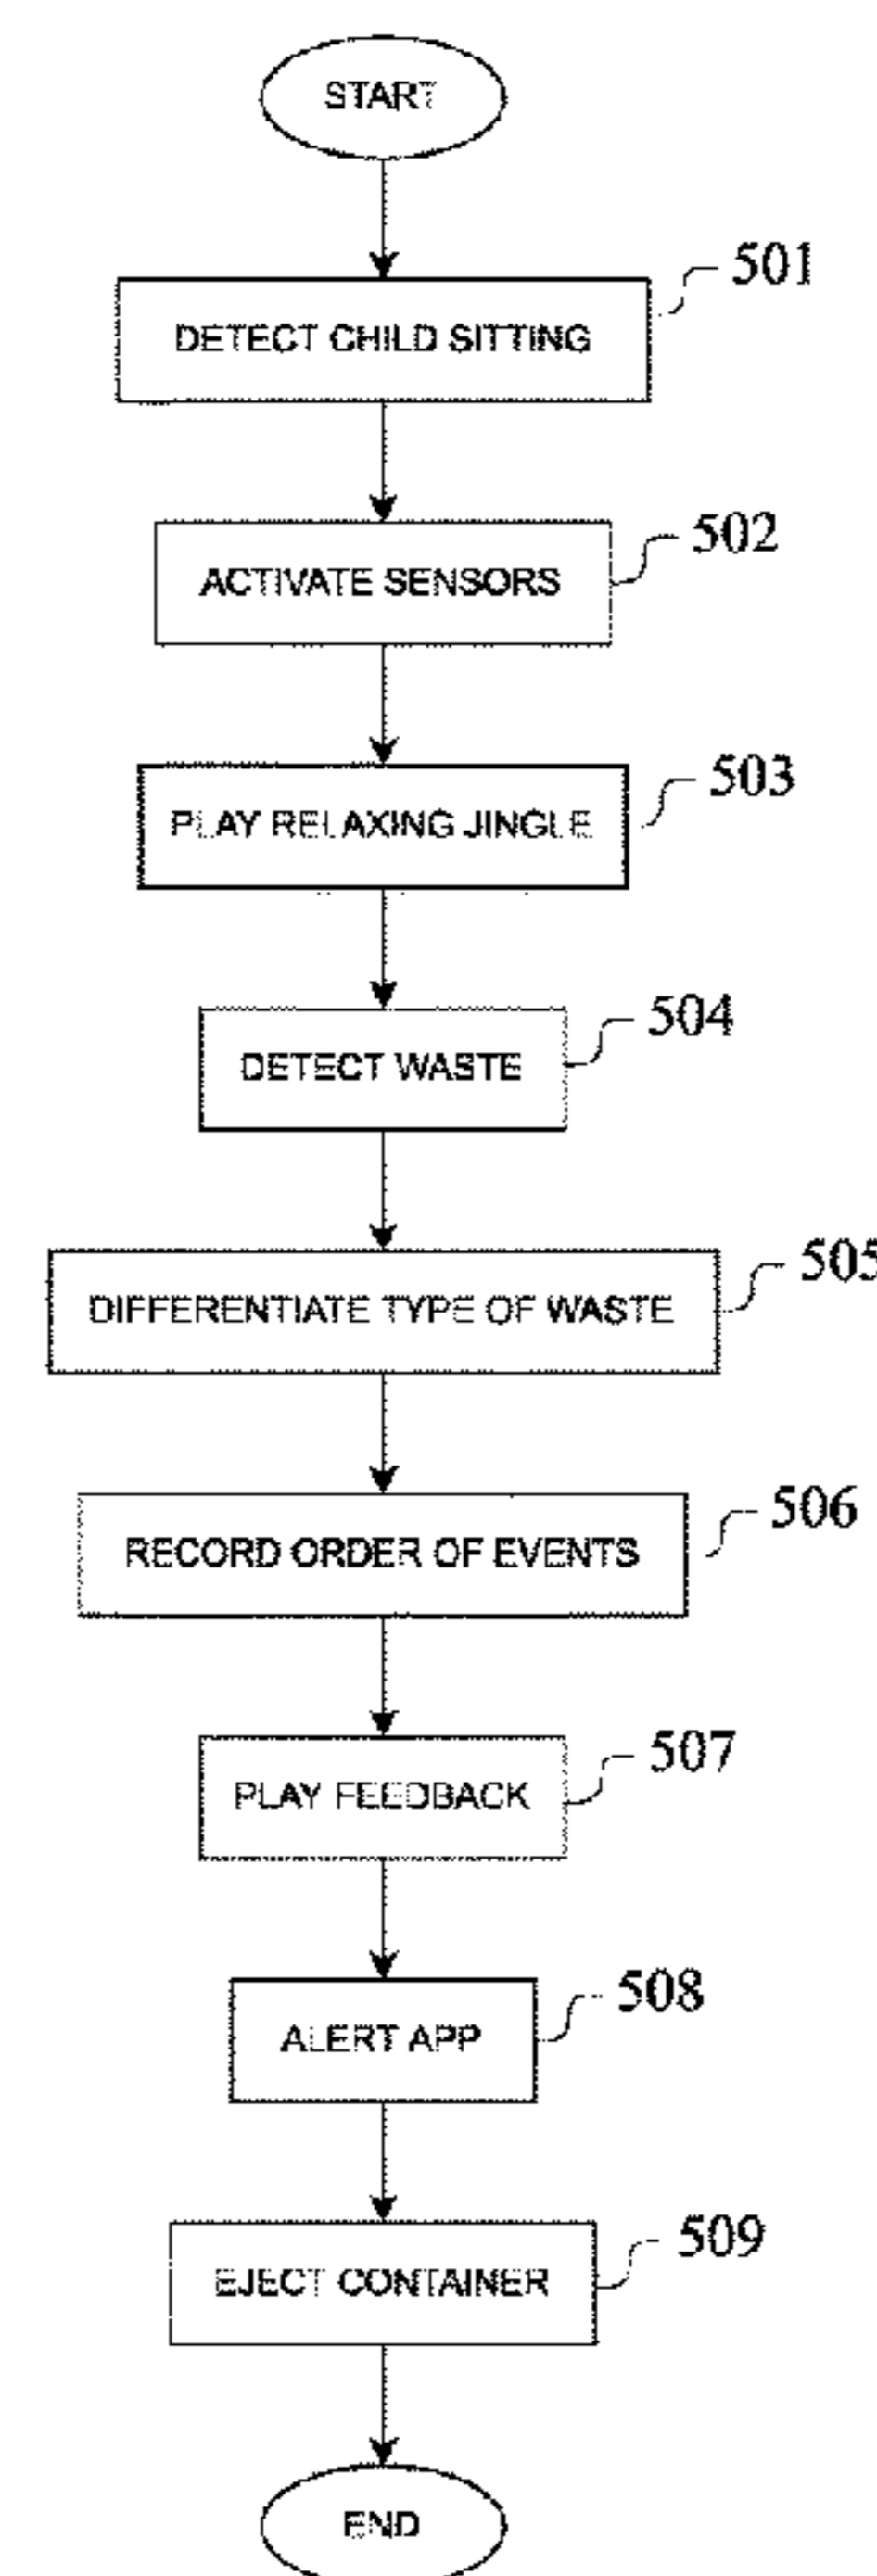 START
501
DETECT CHILD SITTING
502
ACTIVATE SENSORS
503
PLAY RELAXING JINGLE
504
DETECT WASTE
505
DIFFERENTIATE TYPE OF WASTE
506
RECORD ORDER OF EVENTS
507
PLAY FEEDBACK
508
ALERT APP
509
EJECT CONTAINER
END